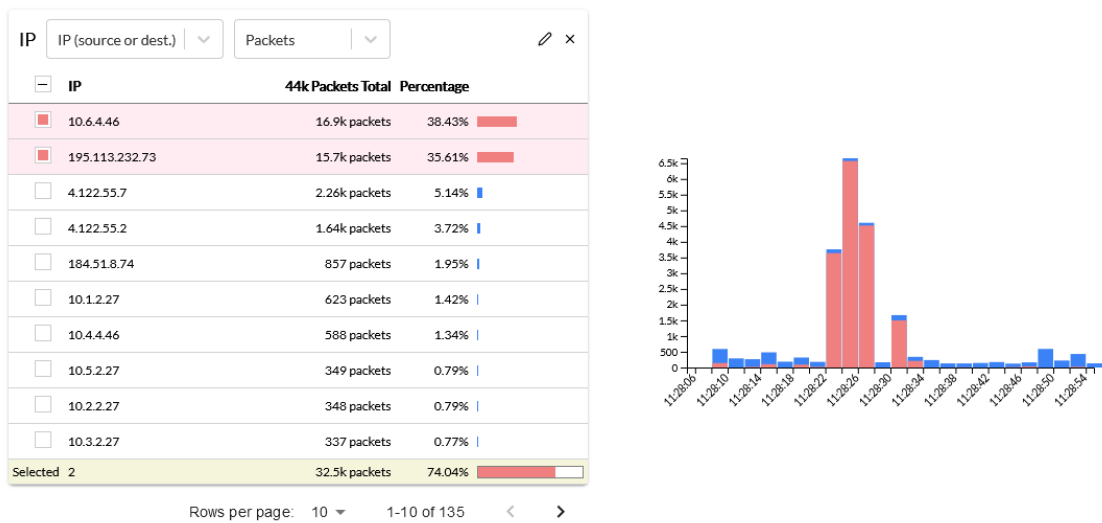 IP IP (source or dest.) Packets
IP 44k Packets Total Percentage
10.6.4.46 16.9k packets 38.43%
195.113.232.73 15.7k packets 35.61%
4.122.55.7 2.26k packets 5.14%
4.122.55.2 1.64k packets 3.72%
184.51.8.74 857 packets 1.95%
10.1.2.27 623 packets 1.42%
10.4.4.46 588 packets 1.34%
10.5.2.27 349 packets 0.79%
10.2.2.27 348 packets 0.79%
10.3.2.27 337 packets 0.77%
Selected 2 32.5k packets 74.04%
Rows per page: 10 1-10 of 135
6.5k
6k
5.5k
5k
4.5k
4k
3.5k
3k
2.5k
2k
1.5k
1k
500
0
11:28:06 11:28:10 11:28:14 11:28:18 11:28:22 11:28:26 11:28:30 11:28:34 11:28:38 11:28:42 11:28:46 11:28:50 11:28:54